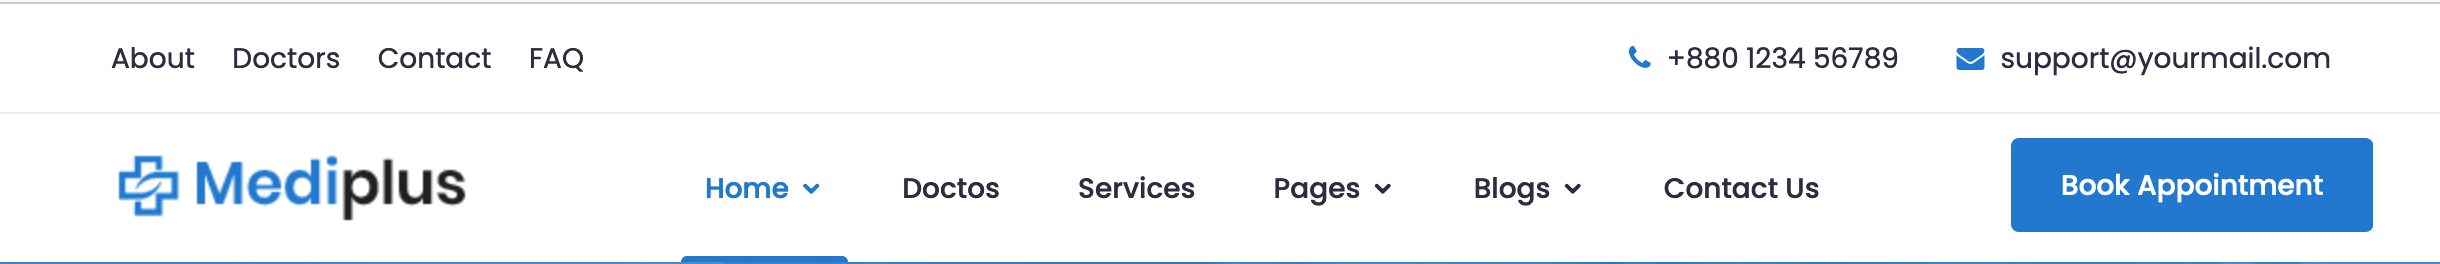 About Doctors Contact FAQ +880 1234 56789 support@yourmail.com
Mediplus Home Doctos Services Pages Blogs Contact Us Book Appointment